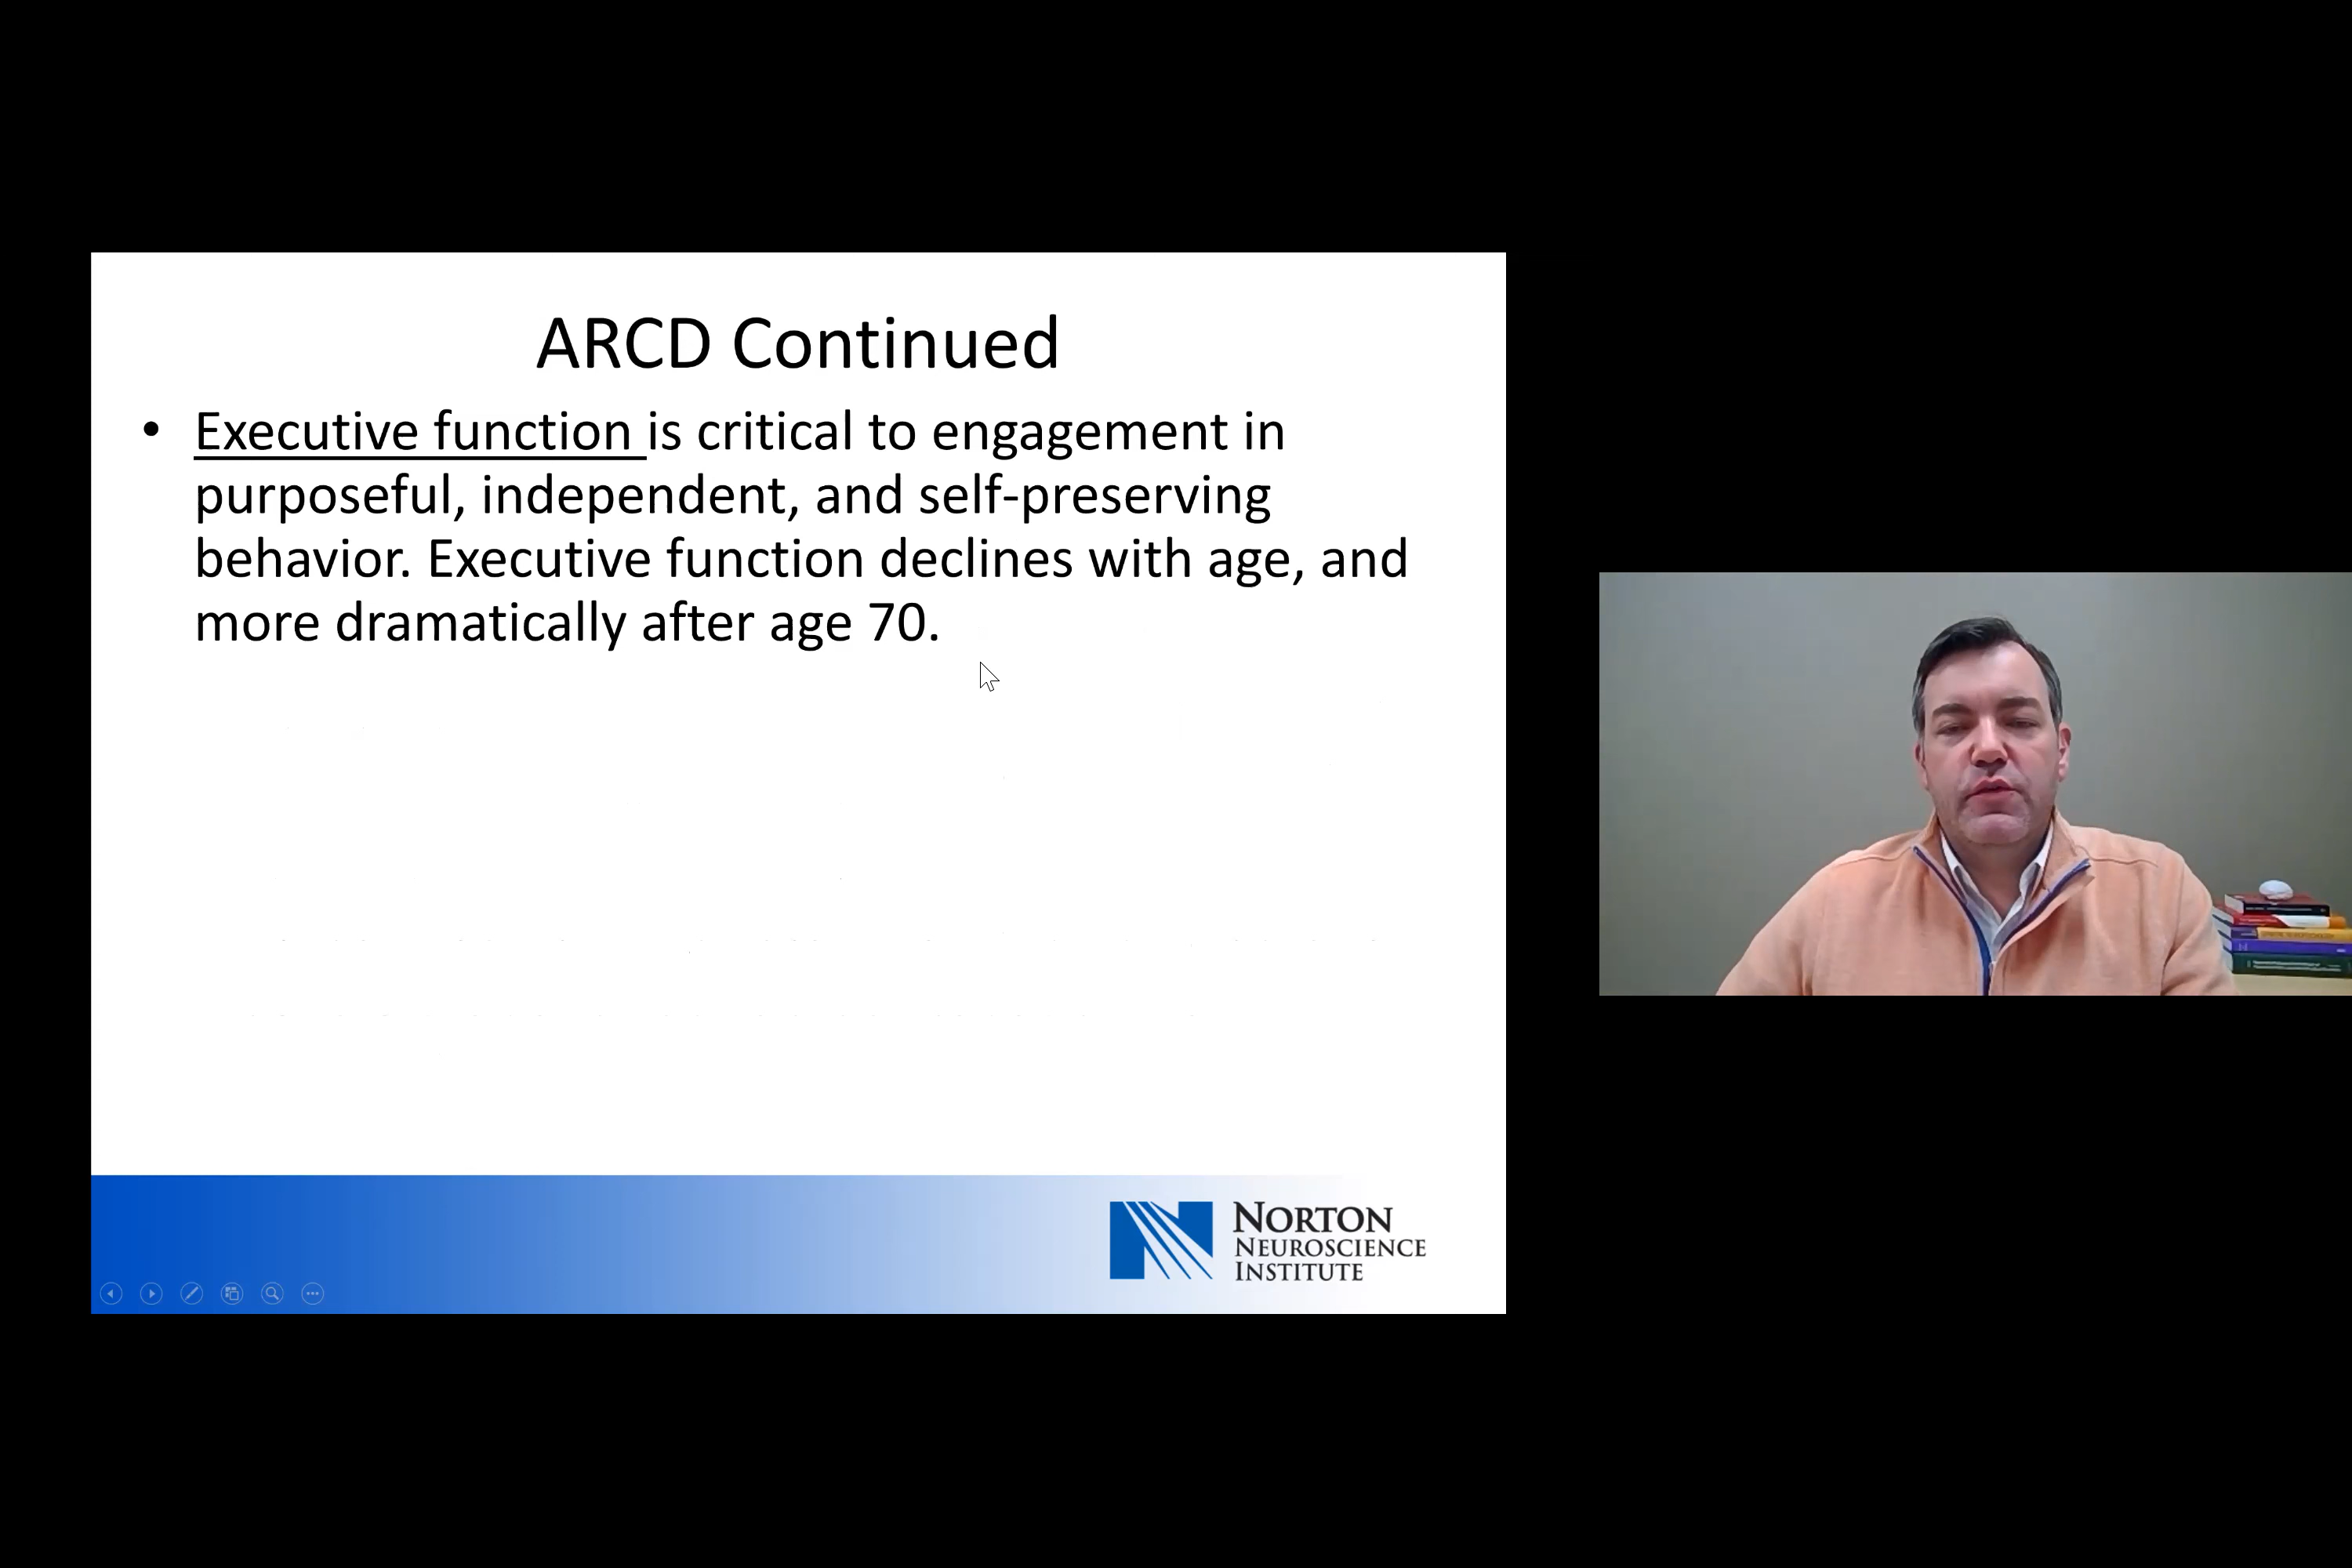 ARCD Continued
• Executive function is critical to engagement in
purposeful, independent, and self-preserving
behavior. Executive function declines with age, and
more dramatically after age 70.
NORTON
NEUROSCIENCE
INSTITUTE